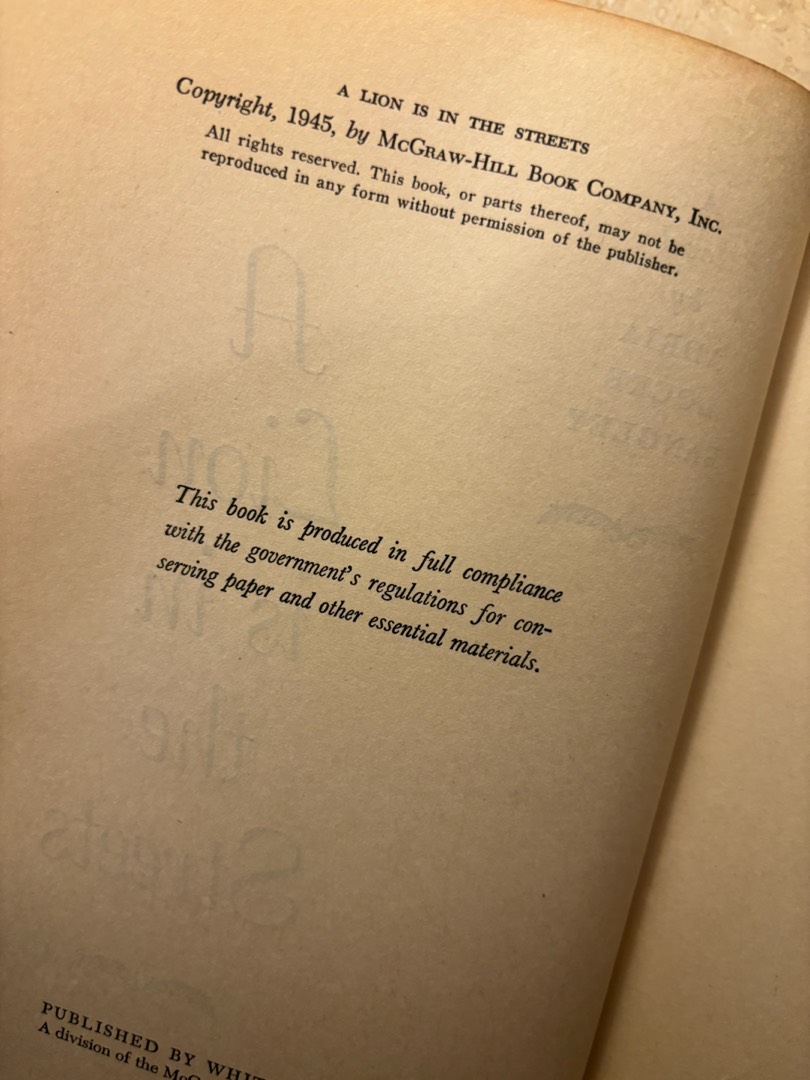 A LION IS IN THE STREETS
Copyright, 1945, by McGraw-Hill Book Company, Inc.
All rights reserved. This book, or parts thereof, may not be
reproduced in any form without permission of the publisher.
This book is produced in full compliance
with the government's regulations for con-
serving paper and other essential materials.
PUBLISHED BY
A division of the